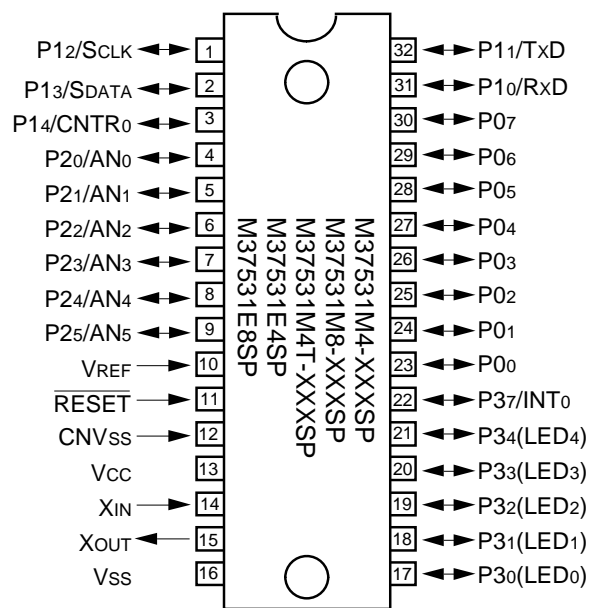 P12/SCLK 1
P13/SDATA 2
P14/CNTR0 3
P20/AN0 4
P21/AN1 5
P22/AN2 6
P23/AN3 7
P24/AN4 8
P25/AN5 9
VREF 10
RESET 11
CNVSS 12
VCC 13
XIN 14
XOUT 15
VSS 16
M37531M4-XXXSP
M37531M8-XXXSP
M37531M4T-XXXSP
M37531E4SP
M37531E8SP
32 P11/TxD
31 P10/RxD
30 P07
29 P06
28 P05
27 P04
26 P03
25 P02
24 P01
23 P00
22 P37/INT0
21 P34(LED4)
20 P33(LED3)
19 P32(LED2)
18 P31(LED1)
17 P30(LED0)